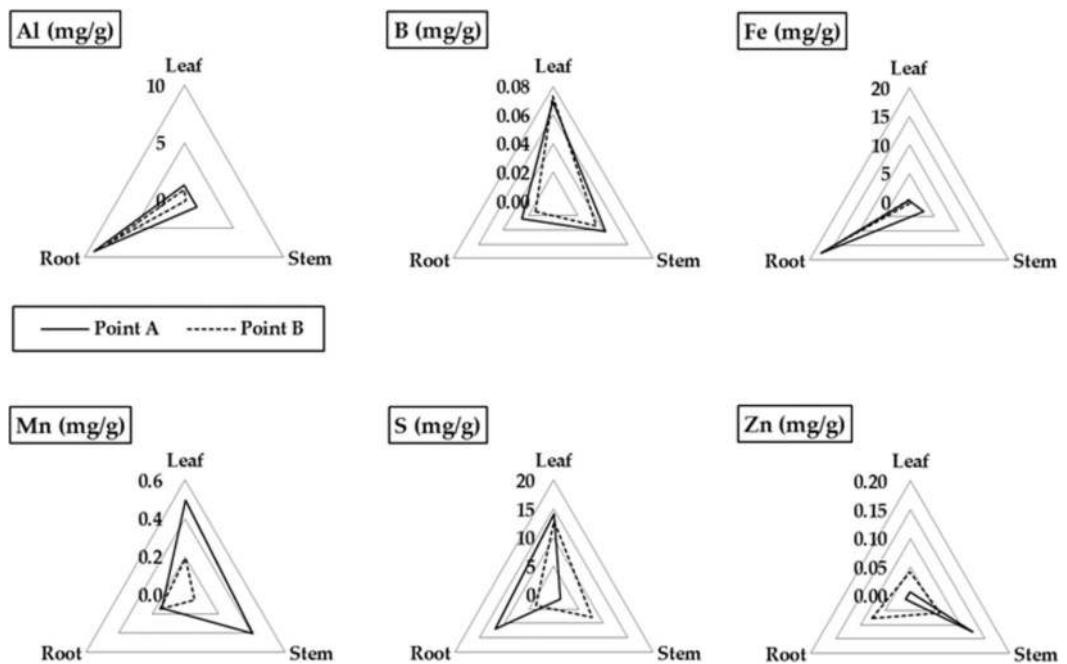 Al (mg/g)
Leaf
10
5
0
Root
Stem
B (mg/g)
Leaf
0.08
0.06
0.04
0.02
0.00
Root
Stem
Fe (mg/g)
Leaf
20
15
10
5
0
Root
Stem
Point A
Point B
Mn (mg/g)
Leaf
0.6
0.4
0.2
0.0
Root
Stem
S (mg/g)
Leaf
20
15
10
5
0
Root
Stem
Zn (mg/g)
Leaf
0.20
0.15
0.10
0.05
0.00
Root
Stem